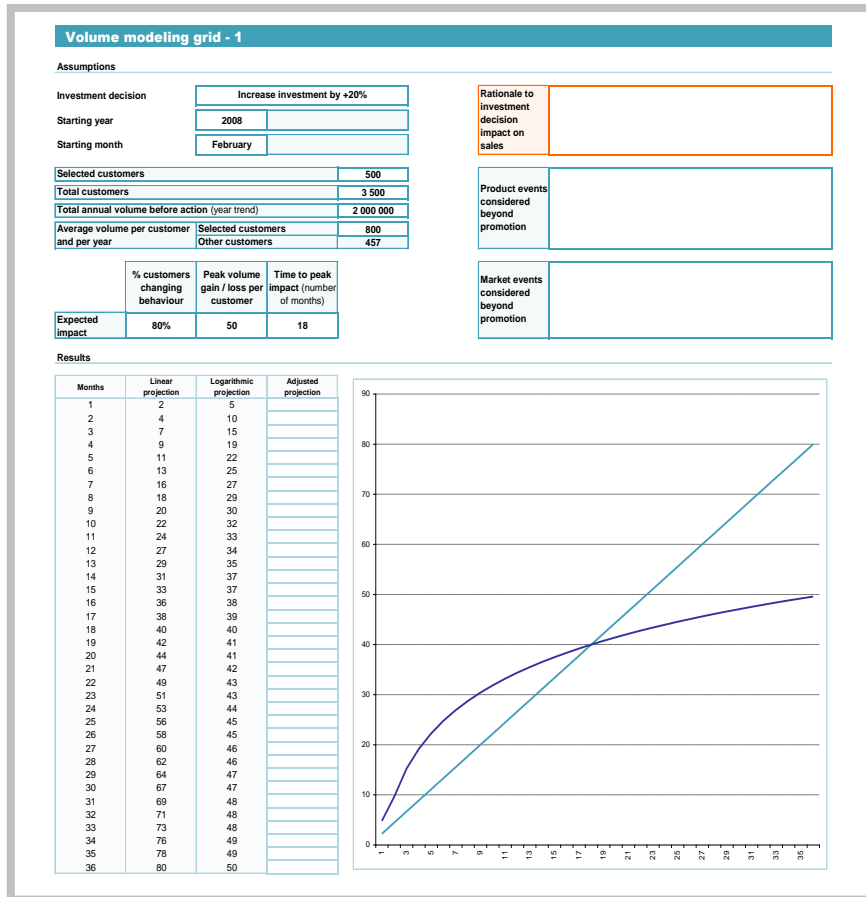 Volume modeling grid - 1
Assumptions
Investment decision
Increase investment by +20%
Starting year
2008
Starting month
February
Rationale to
investment
decision
impact on
sales
Selected customers 500
Total customers 3 500
Total annual volume before action (year trend) 2 000 000
Average volume per customer
and per year
Selected customers 800
Other customers 457
Product events
considered
beyond
promotion
% customers
changing
behaviour
Peak volume
gain / loss per
customer
Time to peak
impact (number
of months)
Expected
impact
80% 50 18
Market events
considered
beyond
promotion
Results
Months
Linear
projection
Logarithmic
projection
Adjusted
projection
1 2 5
2 4 10
3 7 15
4 9 19
5 11 22
6 13 25
7 16 27
8 18 29
9 20 30
10 22 32
11 24 33
12 27 34
13 29 35
14 31 37
15 33 37
16 36 38
17 38 39
18 40 40
19 42 41
20 44 41
21 47 42
22 49 43
23 51 43
24 53 44
25 56 45
26 58 45
27 60 46
28 62 46
29 64 47
30 67 47
31 69 48
32 71 48
33 73 48
34 76 49
35 78 49
36 80 50
90
80
70
60
50
40
30
20
10
0
1 3 5 7 9 11 13 15 17 19 21 23 25 27 29 31 33 35